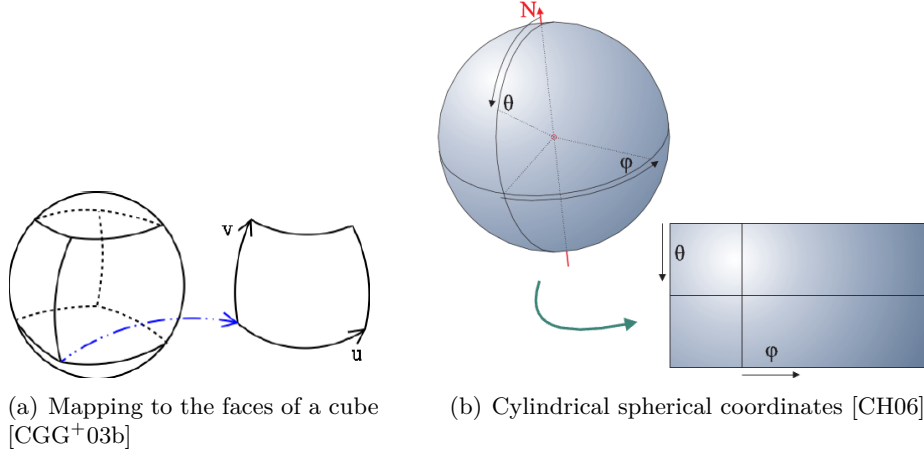 N
θ
φ
v
u
θ
φ
(a) Mapping to the faces of a cube
[CGG+03b]
(b) Cylindrical spherical coordinates [CH06]